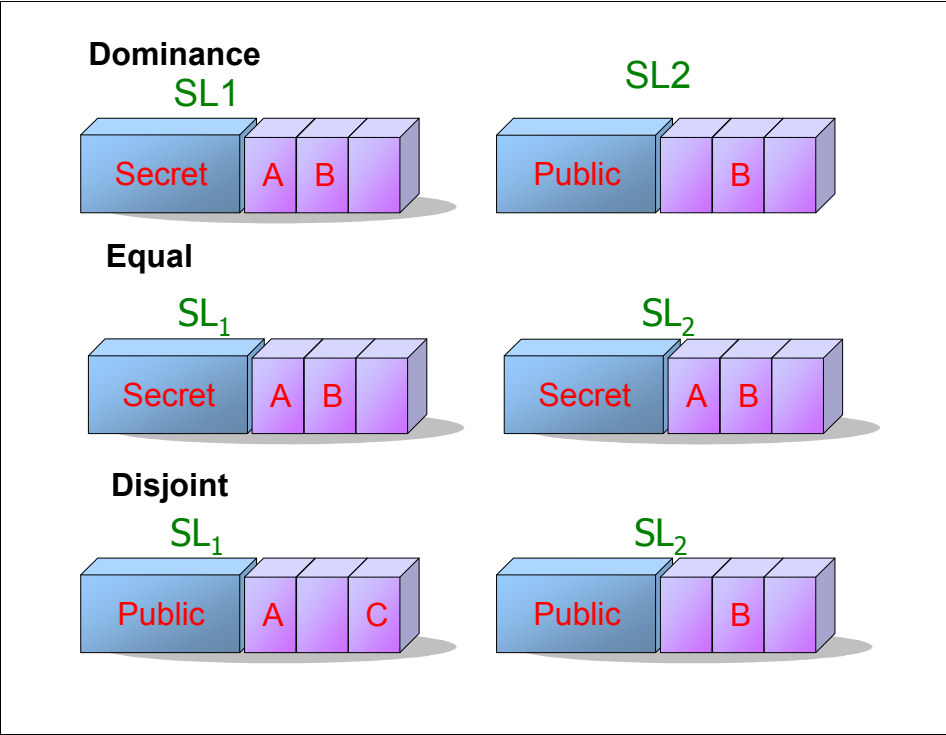 Dominance
SL1 SL2
Secret A B Public B
Equal
SL₁ SL₂
Secret A B Secret A B
Disjoint
SL₁ SL₂
Public A C Public B